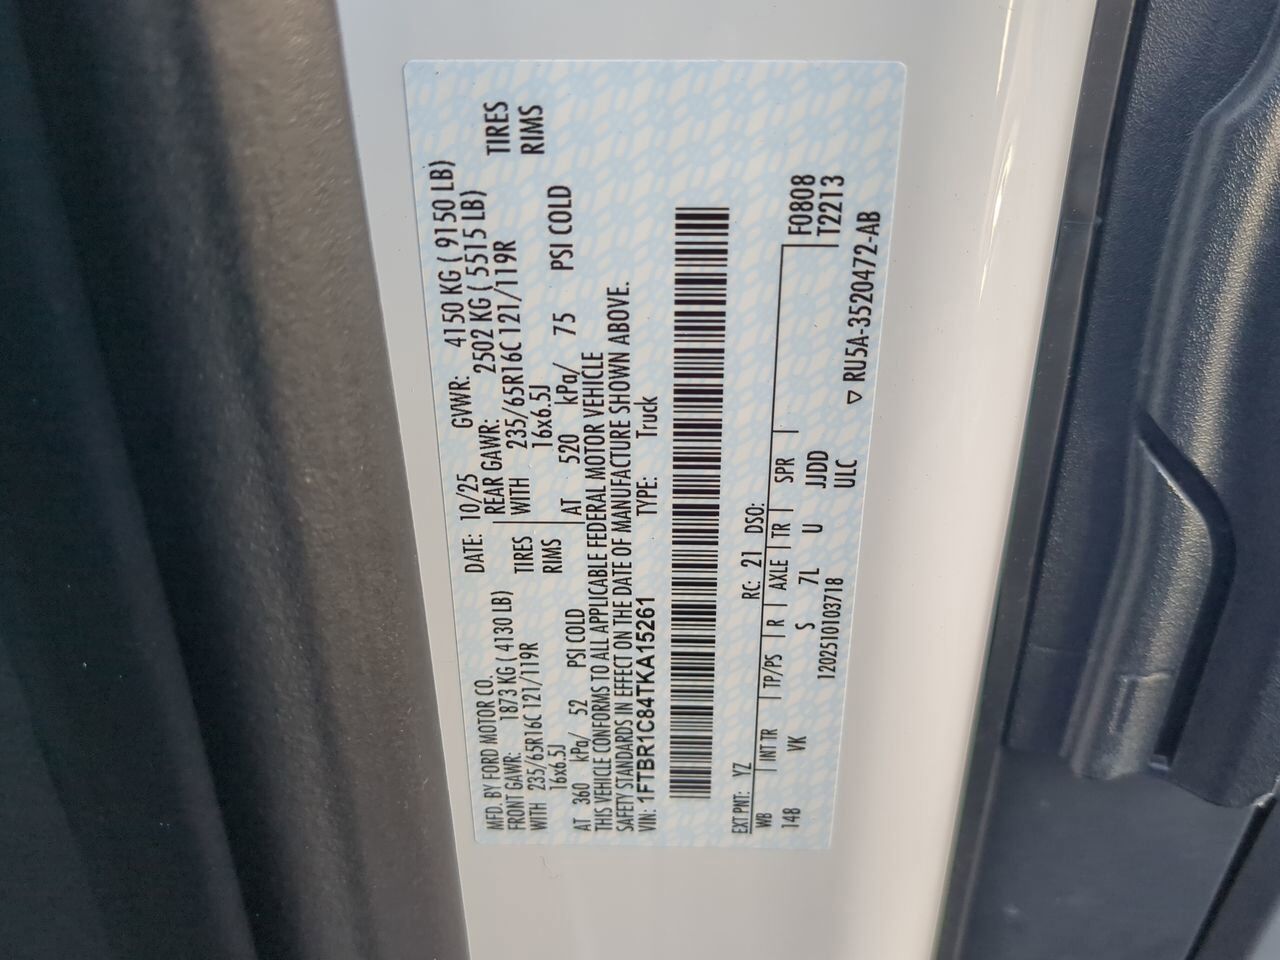 MFD. BY FORD MOTOR CO.
DATE: 10/25 GVWR: 4150 KG ( 9150 LB)
FRONT GAWR: 1873 KG ( 4130 LB)
REAR GAWR: 2502 KG ( 5515 LB)
WITH 235/65R16C 121/119R TIRES
WITH 235/65R16C 121/119R TIRES
16x6.5J RIMS
16x6.5J RIMS
AT 360 kPa/ 52 PSI COLD
AT 520 kPa/ 75 PSI COLD
THIS VEHICLE CONFORMS TO ALL APPLICABLE FEDERAL MOTOR VEHICLE
SAFETY STANDARDS IN EFFECT ON THE DATE OF MANUFACTURE SHOWN ABOVE.
VIN: 1FTBR1C84TKA15261 TYPE: Truck
F0808
T2213
EXT PNT: YZ RC: 21 DSO:
WB INT TR TP/PS R AXLE TR SPR
148 VK S 7L U JJDD
120251010​3718 ULC
▽ RU5A-3520472-AB